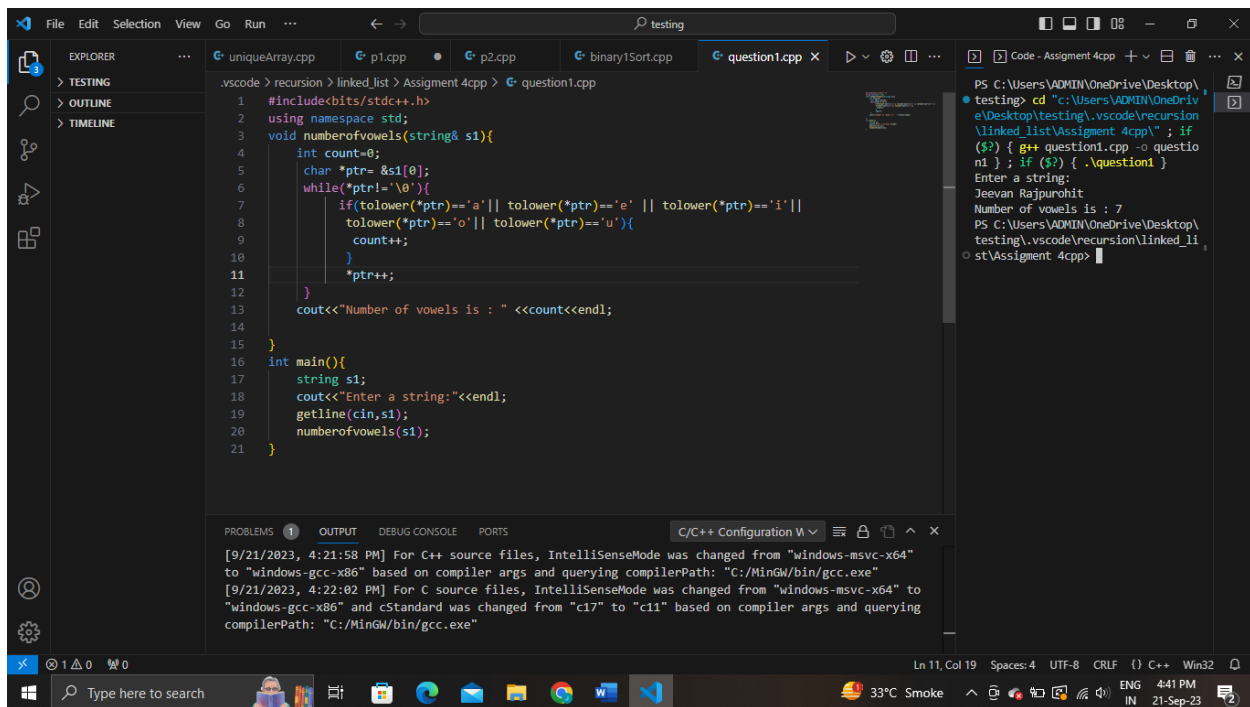 File Edit Selection View Go Run ··· ← → testing
EXPLORER ···
TESTING
OUTLINE
TIMELINE
3
uniqueArray.cpp p1.cpp p2.cpp binary1Sort.cpp question1.cpp
.vscode > recursion > linked_list > Assigment 4cpp > question1.cpp
1 #include<bits/stdc++.h>
2 using namespace std;
3 void numberofvowels(string& s1){
4 int count=0;
5 char *ptr= &s1[0];
6 while(*ptr!='\0'){
7 if(tolower(*ptr)=='a'|| tolower(*ptr)=='e' || tolower(*ptr)=='i'||
8 tolower(*ptr)=='o'|| tolower(*ptr)=='u'){
9 count++;
10 }
11 *ptr++;
12 }
13 cout<<"Number of vowels is : " <<count<<endl;
14
15 }
16 int main(){
17 string s1;
18 cout<<"Enter a string:"<<endl;
19 getline(cin,s1);
20 numberofvowels(s1);
21 }
Code - Assigment 4cpp
PS C:\Users\ADMIN\OneDrive\Desktop\
testing> cd "c:\Users\ADMIN\OneDriv
e\Desktop\testing\.vscode\recursion
\linked_list\Assigment 4cpp\" ; if
($?) { g++ question1.cpp -o questio
n1 } ; if ($?) { .\question1 }
Enter a string:
Jeevan Rajpurohit
Number of vowels is : 7
PS C:\Users\ADMIN\OneDrive\Desktop\
testing\.vscode\recursion\linked_li
st\Assigment 4cpp>
PROBLEMS 1 OUTPUT DEBUG CONSOLE PORTS C/C++ Configuration W
[9/21/2023, 4:21:58 PM] For C++ source files, IntelliSenseMode was changed from "windows-msvc-x64"
to "windows-gcc-x86" based on compiler args and querying compilerPath: "C:/MinGW/bin/gcc.exe"
[9/21/2023, 4:22:02 PM] For C source files, IntelliSenseMode was changed from "windows-msvc-x64" to
"windows-gcc-x86" and cStandard was changed from "c17" to "c11" based on compiler args and querying
compilerPath: "C:/MinGW/bin/gcc.exe"
1 0 0 Ln 11, Col 19 Spaces: 4 UTF-8 CRLF {} C++ Win32
Type here to search 33°C Smoke ENG IN 4:41 PM 21-Sep-23 2